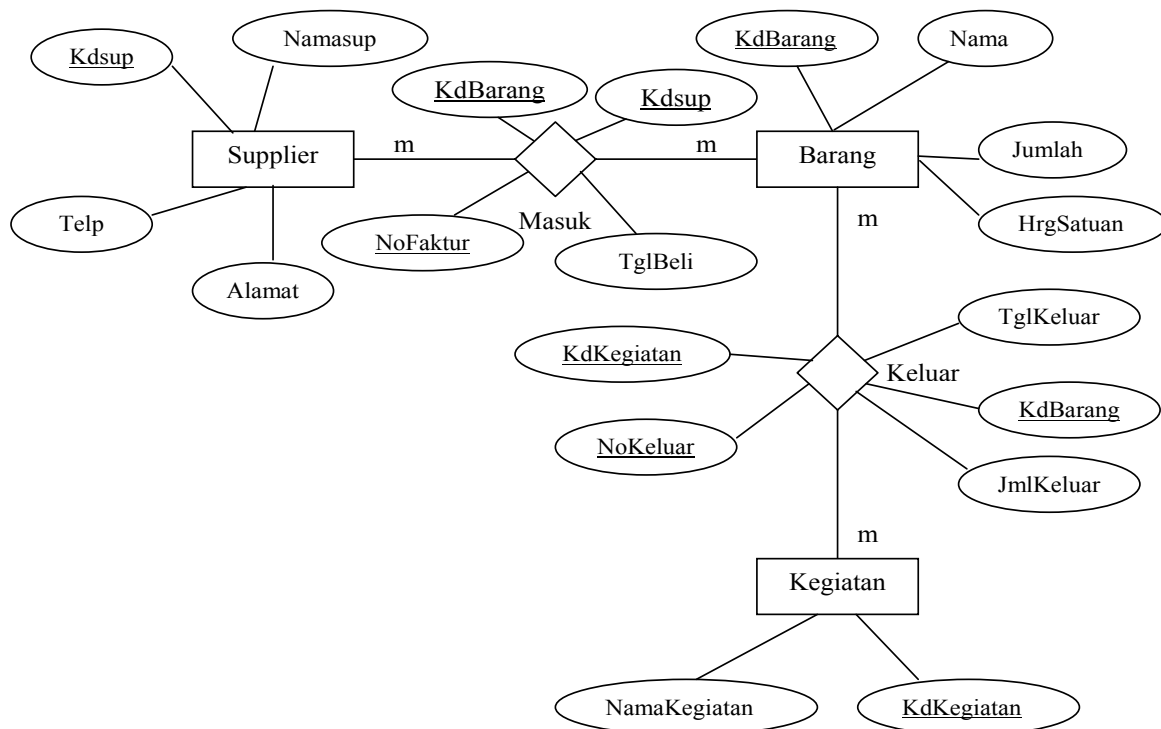 Namasup
Kdsup
KdBarang
Nama
KdBarang
Kdsup
Supplier
m
m
Barang
Jumlah
Telp
NoFaktur
Masuk
TglBeli
m
HrgSatuan
Alamat
TglKeluar
KdKegiatan
Keluar
KdBarang
NoKeluar
JmlKeluar
m
Kegiatan
NamaKegiatan
KdKegiatan